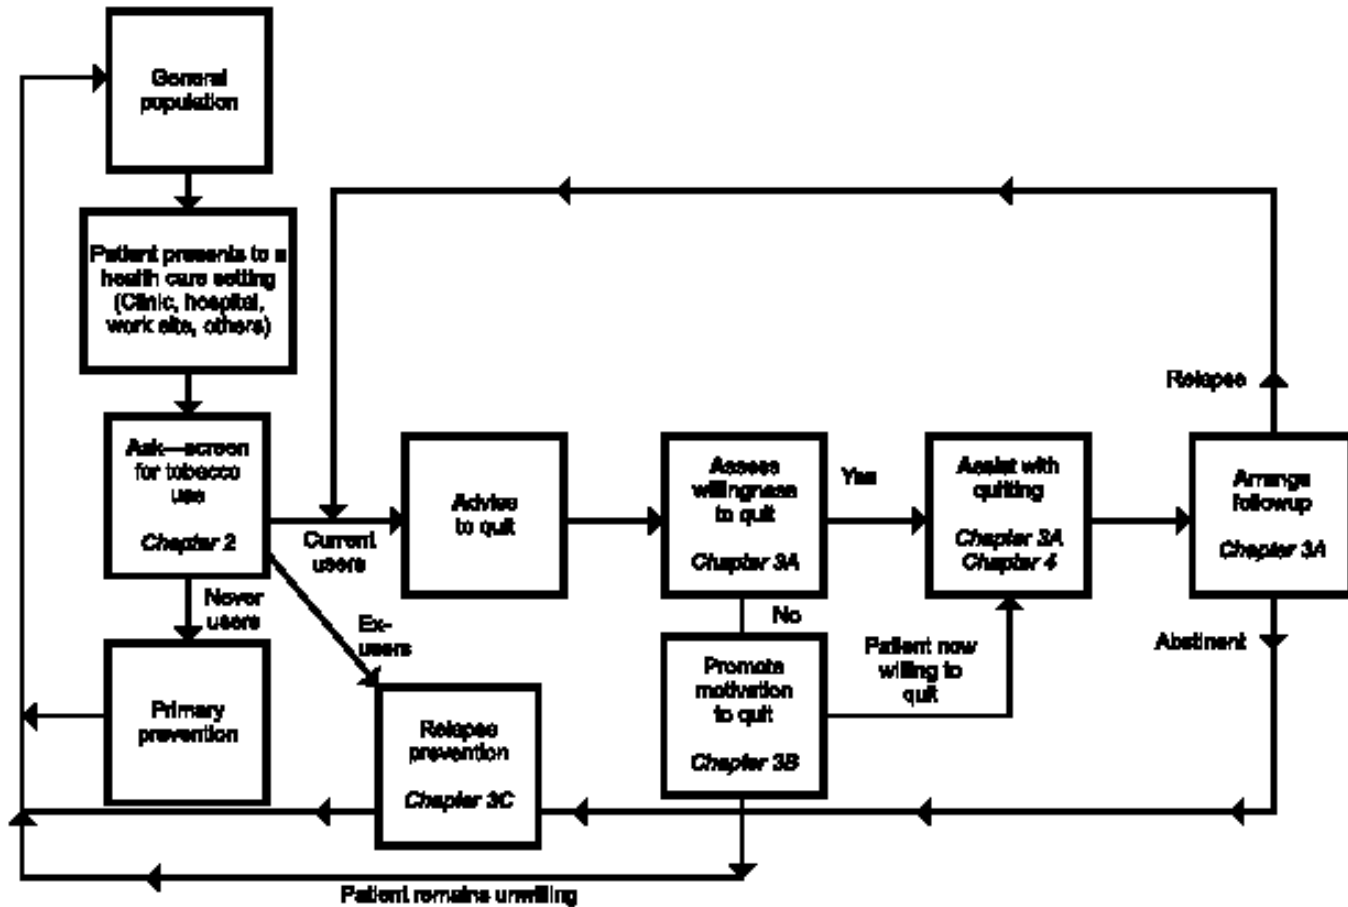 General
population
Patient presents to a
health care setting
(Clinic, hospital,
work site, others)
Ask—screen
for tobacco
use
Chapter 2
Current
users
Never
users
Ex-
users
Primary
prevention
Relapse
prevention
Chapter 3C
Advise
to quit
Assess
willingness
to quit
Chapter 3A
Yes
No
Promote
motivation
to quit
Chapter 3B
Patient now
willing to
quit
Assist with
quitting
Chapter 3A
Chapter 4
Relapse
Arrange
followup
Chapter 3A
Abstinent
Patient remains unwilling